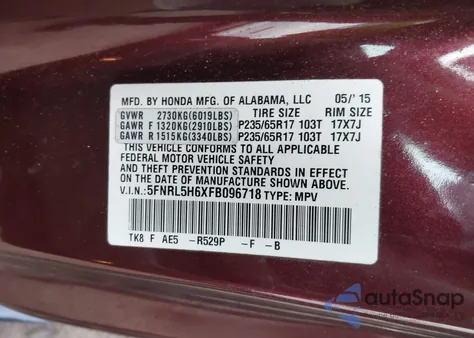 MFD. BY HONDA MFG. OF ALABAMA, LLC 05/'15
GVWR 2730KG(6019LBS) TIRE SIZE RIM SIZE
GAWR F 1320KG(2910LBS) P235/65R17 103T 17X7J
GAWR R 1515KG(3340LBS) P235/65R17 103T 17X7J
THIS VEHICLE CONFORMS TO ALL APPLICABLE
FEDERAL MOTOR VEHICLE SAFETY, BUMPER,
AND THEFT PREVENTION STANDARDS IN EFFECT
ON THE DATE OF MANUFACTURE SHOWN ABOVE.
V.I.N.: 5FNRL5H6XFB096718 TYPE: MPV
TK8 F AE5 -R529P -F -B
autoSnap